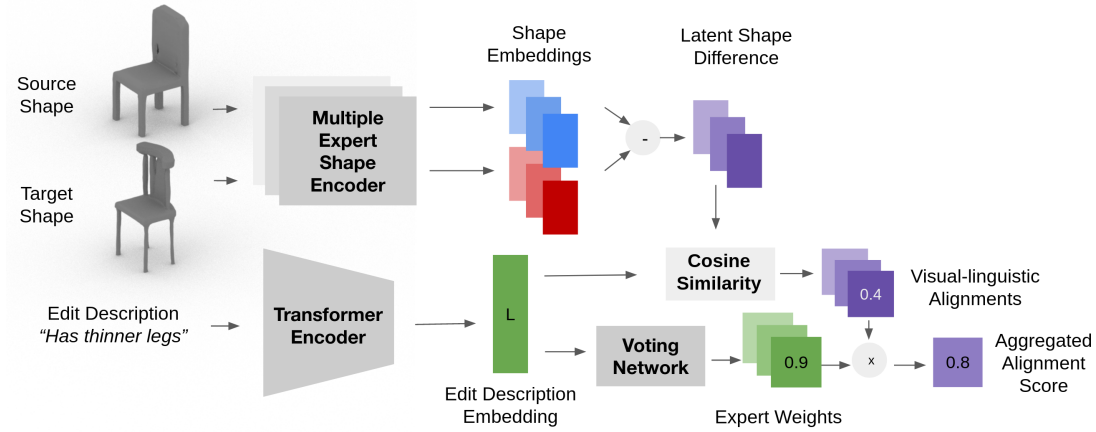 Source
Shape
Target
Shape
Edit Description
“Has thinner legs”
Multiple
Expert
Shape
Encoder
Transformer
Encoder
Shape
Embeddings
-
Latent Shape
Difference
L
Edit Description
Embedding
Cosine
Similarity
Voting
Network
0.4
Visual-linguistic
Alignments
0.9
Expert Weights
x
0.8
Aggregated
Alignment
Score